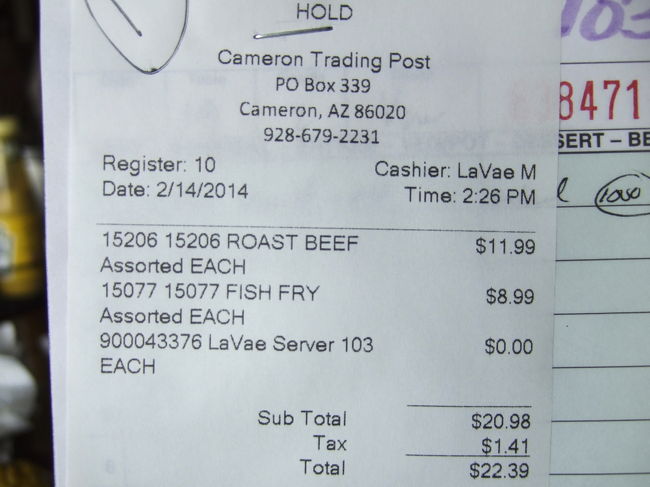 HOLD
Cameron Trading Post
PO Box 339
Cameron, AZ 86020
928-679-2231
Register: 10 Cashier: LaVae M
Date: 2/14/2014 Time: 2:26 PM
15206 15206 ROAST BEEF $11.99
Assorted EACH
15077 15077 FISH FRY $8.99
Assorted EACH
900043376 LaVae Server 103 $0.00
EACH
Sub Total $20.98
Tax $1.41
Total $22.39
103
8471
SERT – BE